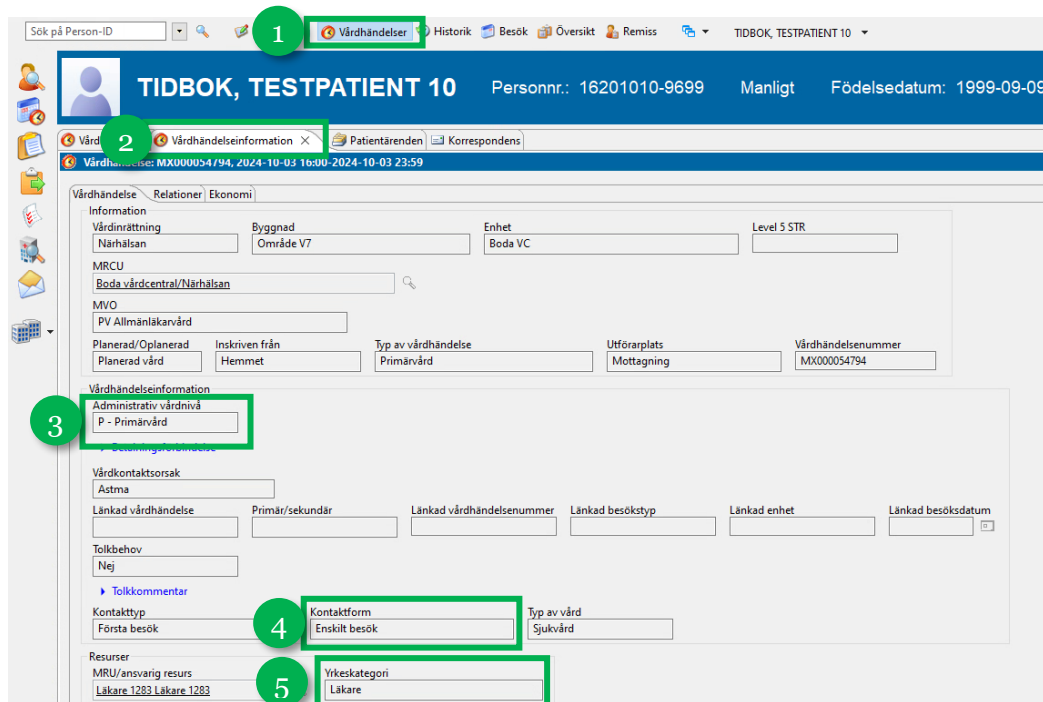 Sök på Person-ID 1 Vårdhändelser Historik Besök Översikt Remiss TIDBOK, TESTPATIENT 10
TIDBOK, TESTPATIENT 10 Personnr.: 16201010-9699 Manligt Födelsedatum: 1999-09-09
2 Vårdhändelseinformation Patientärenden Korrespondens
Vårdhändelse: MX000054794, 2024-10-03 16:00-2024-10-03 23:59
Vårdhändelse Relationer Ekonomi
Information
Vårdinrättning Byggnad Enhet Level 5 STR
Närhälsan Område V7 Boda VC
MRCU
Boda vårdcentral/Närhälsan
MVO
PV Allmänläkarvård
Planerad/Oplanerad Inskriven från Typ av vårdhändelse Utförarplats Vårdhändelsenummer
Planerad vård Hemmet Primärvård Mottagning MX000054794
Vårdhändelseinformation
Administrativ vårdnivå
3 P - Primärvård
Betalningsförbindelse
Vårdkontaktsorsak
Astma
Länkad vårdhändelse Primär/sekundär Länkad vårdhändelsenummer Länkad besökstyp Länkad enhet Länkad besöksdatum
Tolkbehov
Nej
Tolkkommentar
Kontakttyp Kontaktform Typ av vård
Första besök 4 Enskilt besök Sjukvård
Resurser
MRU/ansvarig resurs Yrkeskategori
Läkare 1283 Läkare 1283 5 Läkare